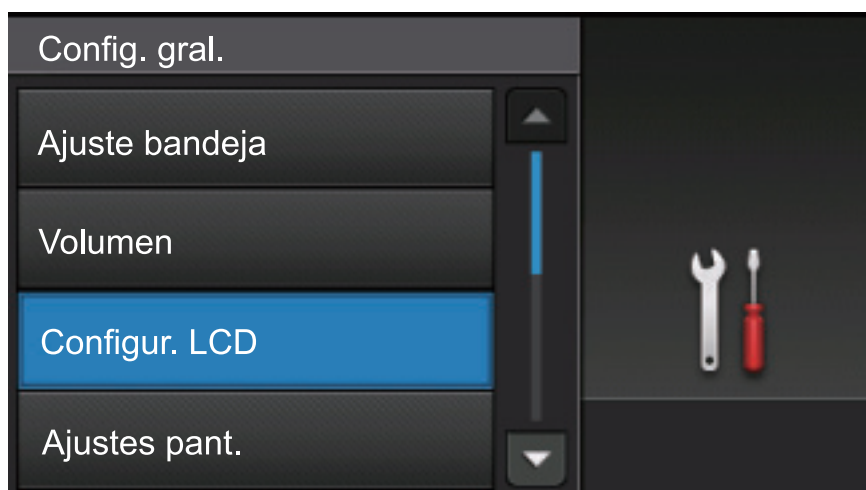 Config. gral.
Ajuste bandeja
Volumen
Configur. LCD
Ajustes pant.